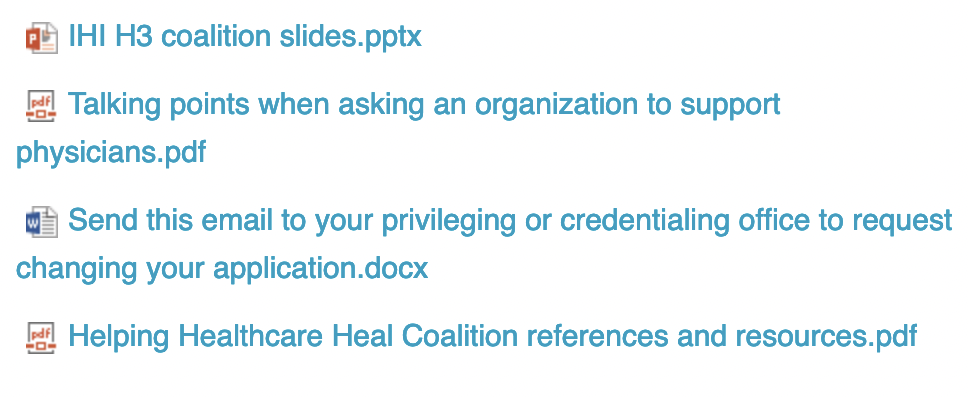 IHI H3 coalition slides.pptx
Talking points when asking an organization to support
physicians.pdf
Send this email to your privileging or credentialing office to request
changing your application.docx
Helping Healthcare Heal Coalition references and resources.pdf